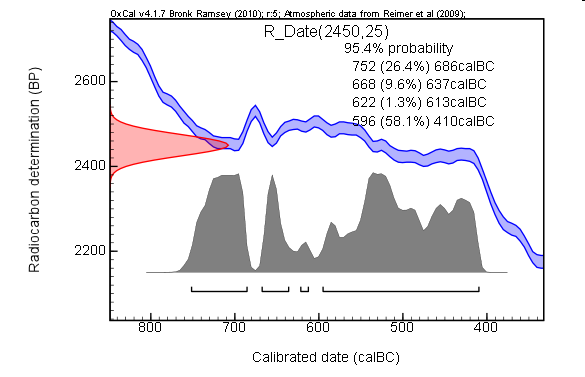 OxCal v4.1.7 Bronk Ramsey (2010); r:5; Atmospheric data from Reimer et al (2009);
R_Date(2450,25)
95.4% probability
752 (26.4%) 686calBC
668 (9.6%) 637calBC
622 (1.3%) 613calBC
596 (58.1%) 410calBC
Radiocarbon determination (BP)
2600
2400
2200
800 700 600 500 400
Calibrated date (calBC)